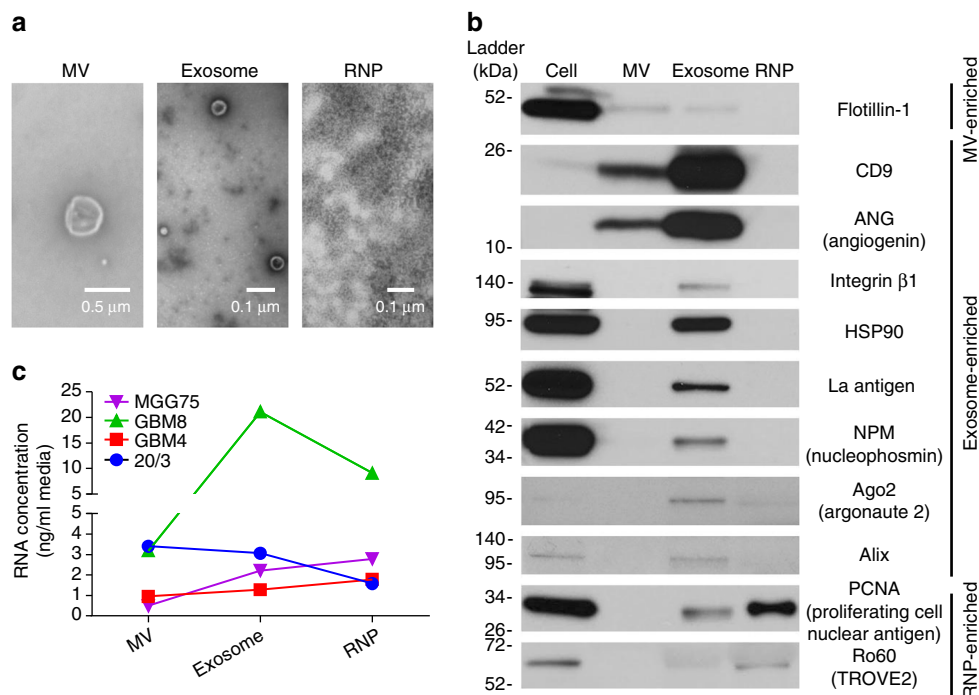 a
MV
Exosome
RNP
0.5 µm
0.1 µm
0.1 µm
b
Ladder
(kDa)
Cell
MV
Exosome
RNP
52-
Flotillin-1
26-
CD9
10-
ANG
(angiogenin)
140-
Integrin β1
95-
HSP90
52-
La antigen
42-
34-
NPM
(nucleophosmin)
95-
Ago2
(argonaute 2)
140-
95-
Alix
34-
26-
PCNA
(proliferating cell
nuclear antigen)
72-
52-
Ro60
(TROVE2)
MV-enriched
Exosome-enriched
RNP-enriched
c
MGG75
GBM8
GBM4
20/3
RNA concentration
(ng/ml media)
25
20
15
10
5
5
4
3
2
1
0
MV
Exosome
RNP